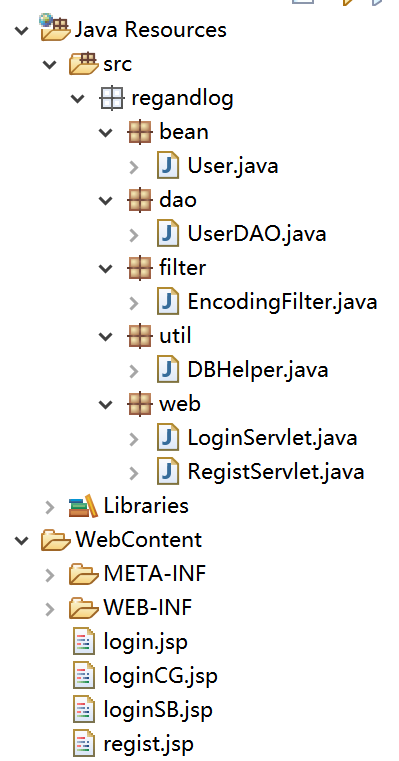 Java Resources
src
regandlog
bean
User.java
dao
UserDAO.java
filter
EncodingFilter.java
util
DBHelper.java
web
LoginServlet.java
RegistServlet.java
Libraries
WebContent
META-INF
WEB-INF
login.jsp
loginCG.jsp
loginSB.jsp
regist.jsp